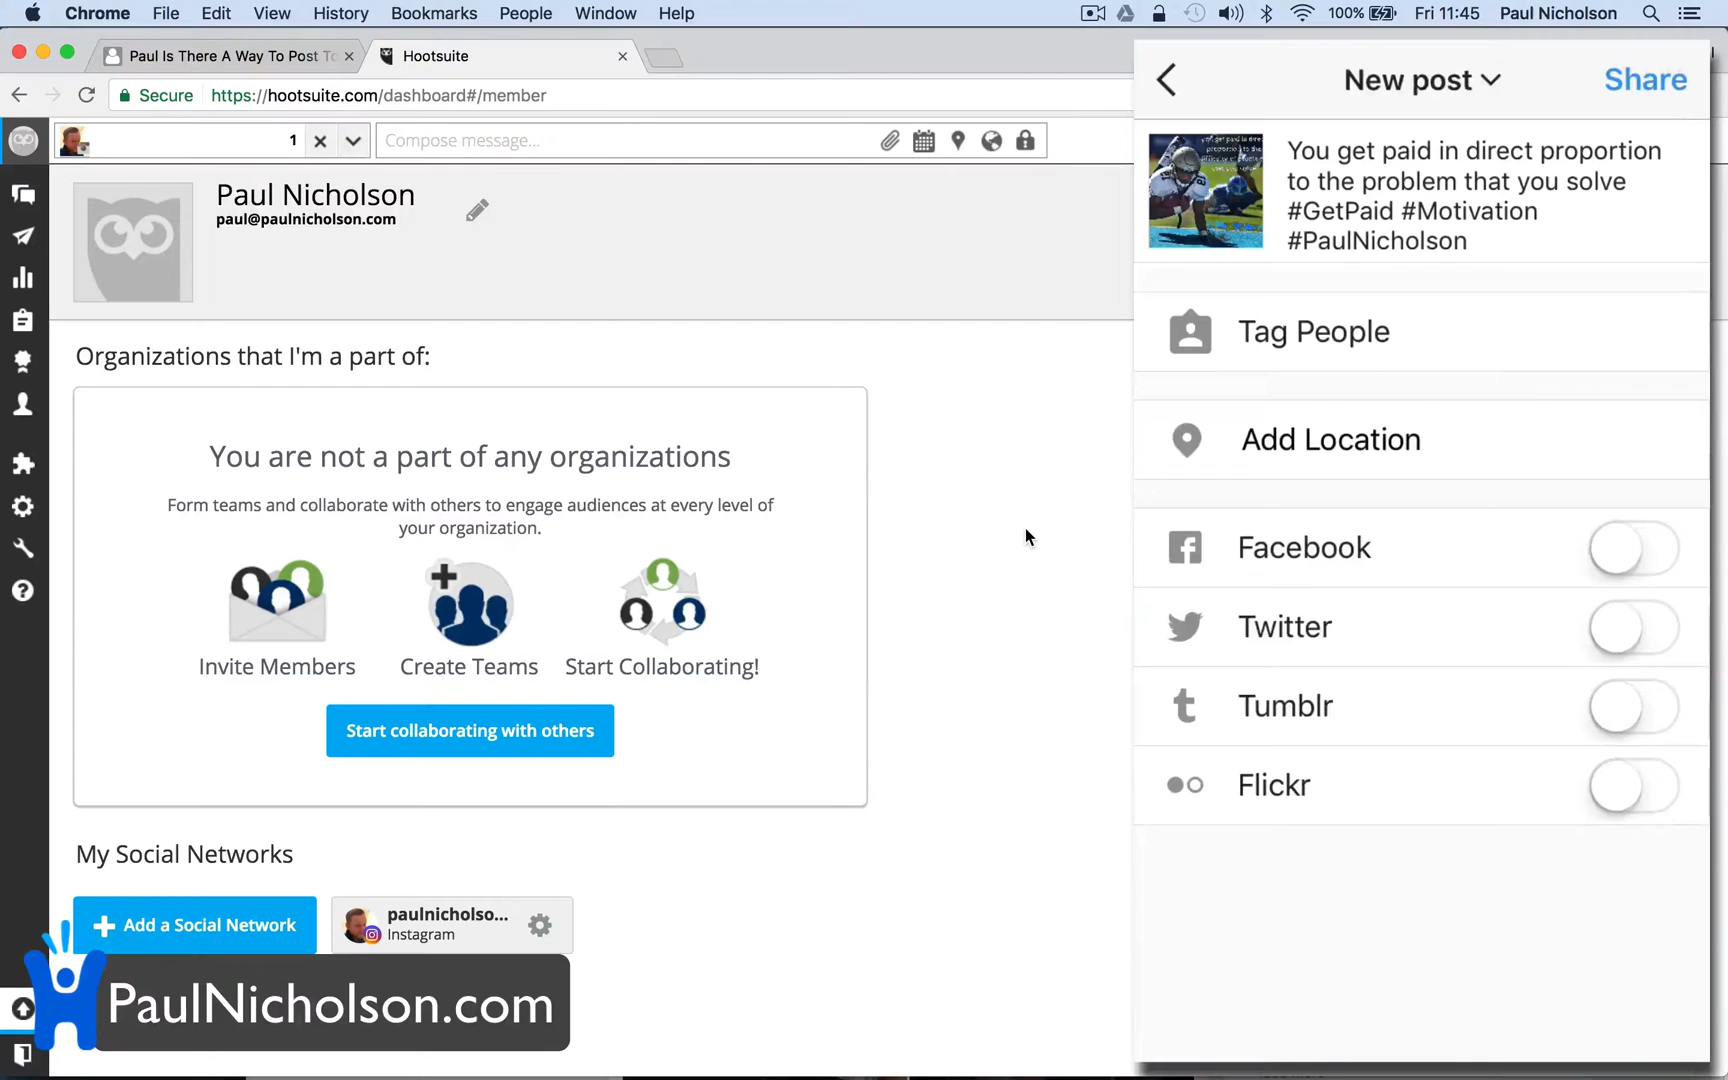 Chrome File Edit View History Bookmarks People Window Help
100% Fri 11:45 Paul Nicholson
Paul Is There A Way To Post To
Hootsuite
Secure https://hootsuite.com/dashboard#/member
1
Compose message...
Paul Nicholson
paul@paulnicholson.com
Organizations that I'm a part of:
You are not a part of any organizations
Form teams and collaborate with others to engage audiences at every level of
your organization.
Invite Members
Create Teams
Start Collaborating!
Start collaborating with others
My Social Networks
Add a Social Network
paulnicholso...
Instagram
PaulNicholson.com
New post
Share
You get paid in direct proportion
to the problem that you solve
#GetPaid #Motivation
#PaulNicholson
Tag People
Add Location
Facebook
Twitter
Tumblr
Flickr